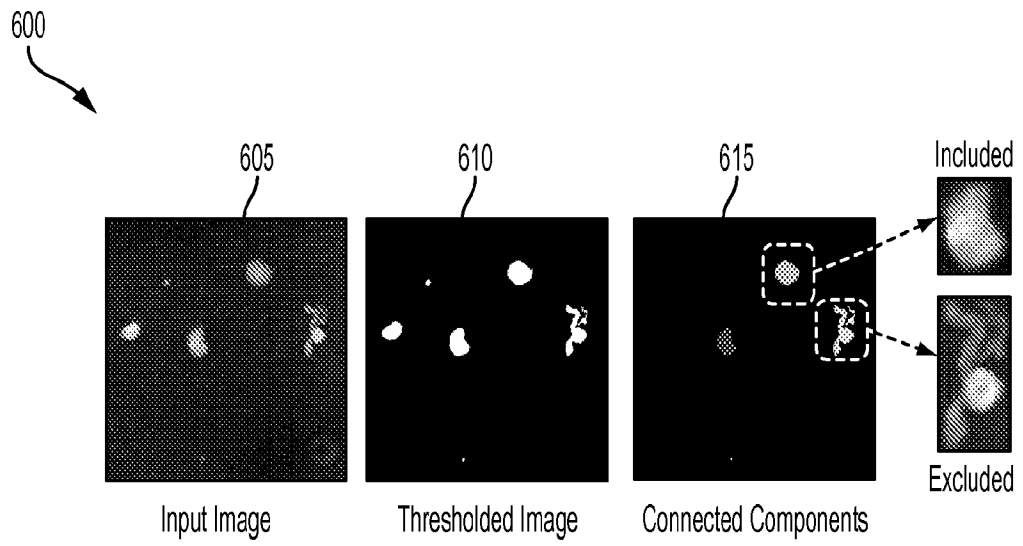 600
605
610
615
Included
Excluded
Input Image
Thresholded Image
Connected Components